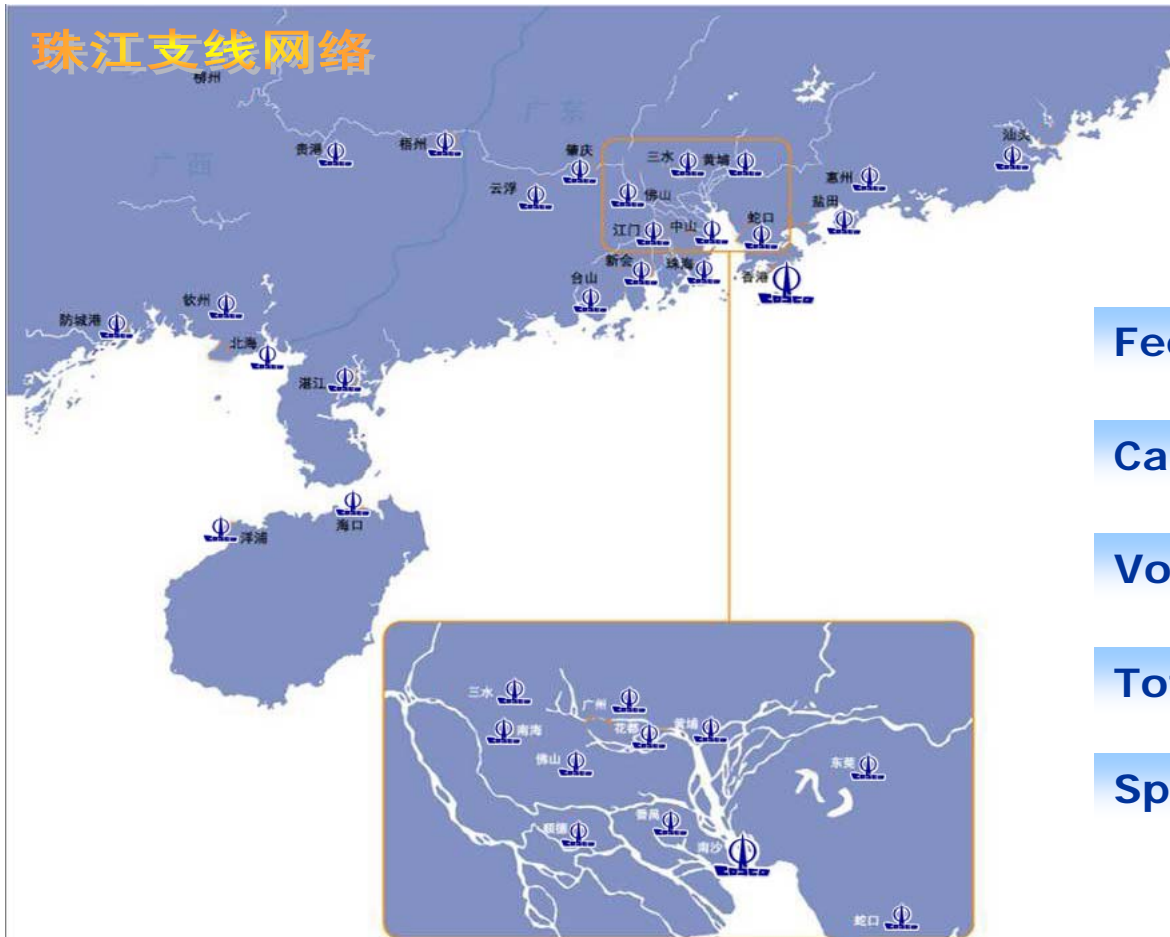 珠江支线网络
柳州
广东
汕头
贵港
梧州
肇庆
三水
黄埔
广西
惠州
云浮
佛山
盐田
江门
中山
蛇口
新会
珠海
香港
台山
COSCO
钦州
防城港
北海
湛江
海口
洋浦
三水
广州
南海
花都
黄埔
佛山
东莞
顺德
番禺
南沙
COSCO
蛇口
Fee
Ca
Vo
To
Sp